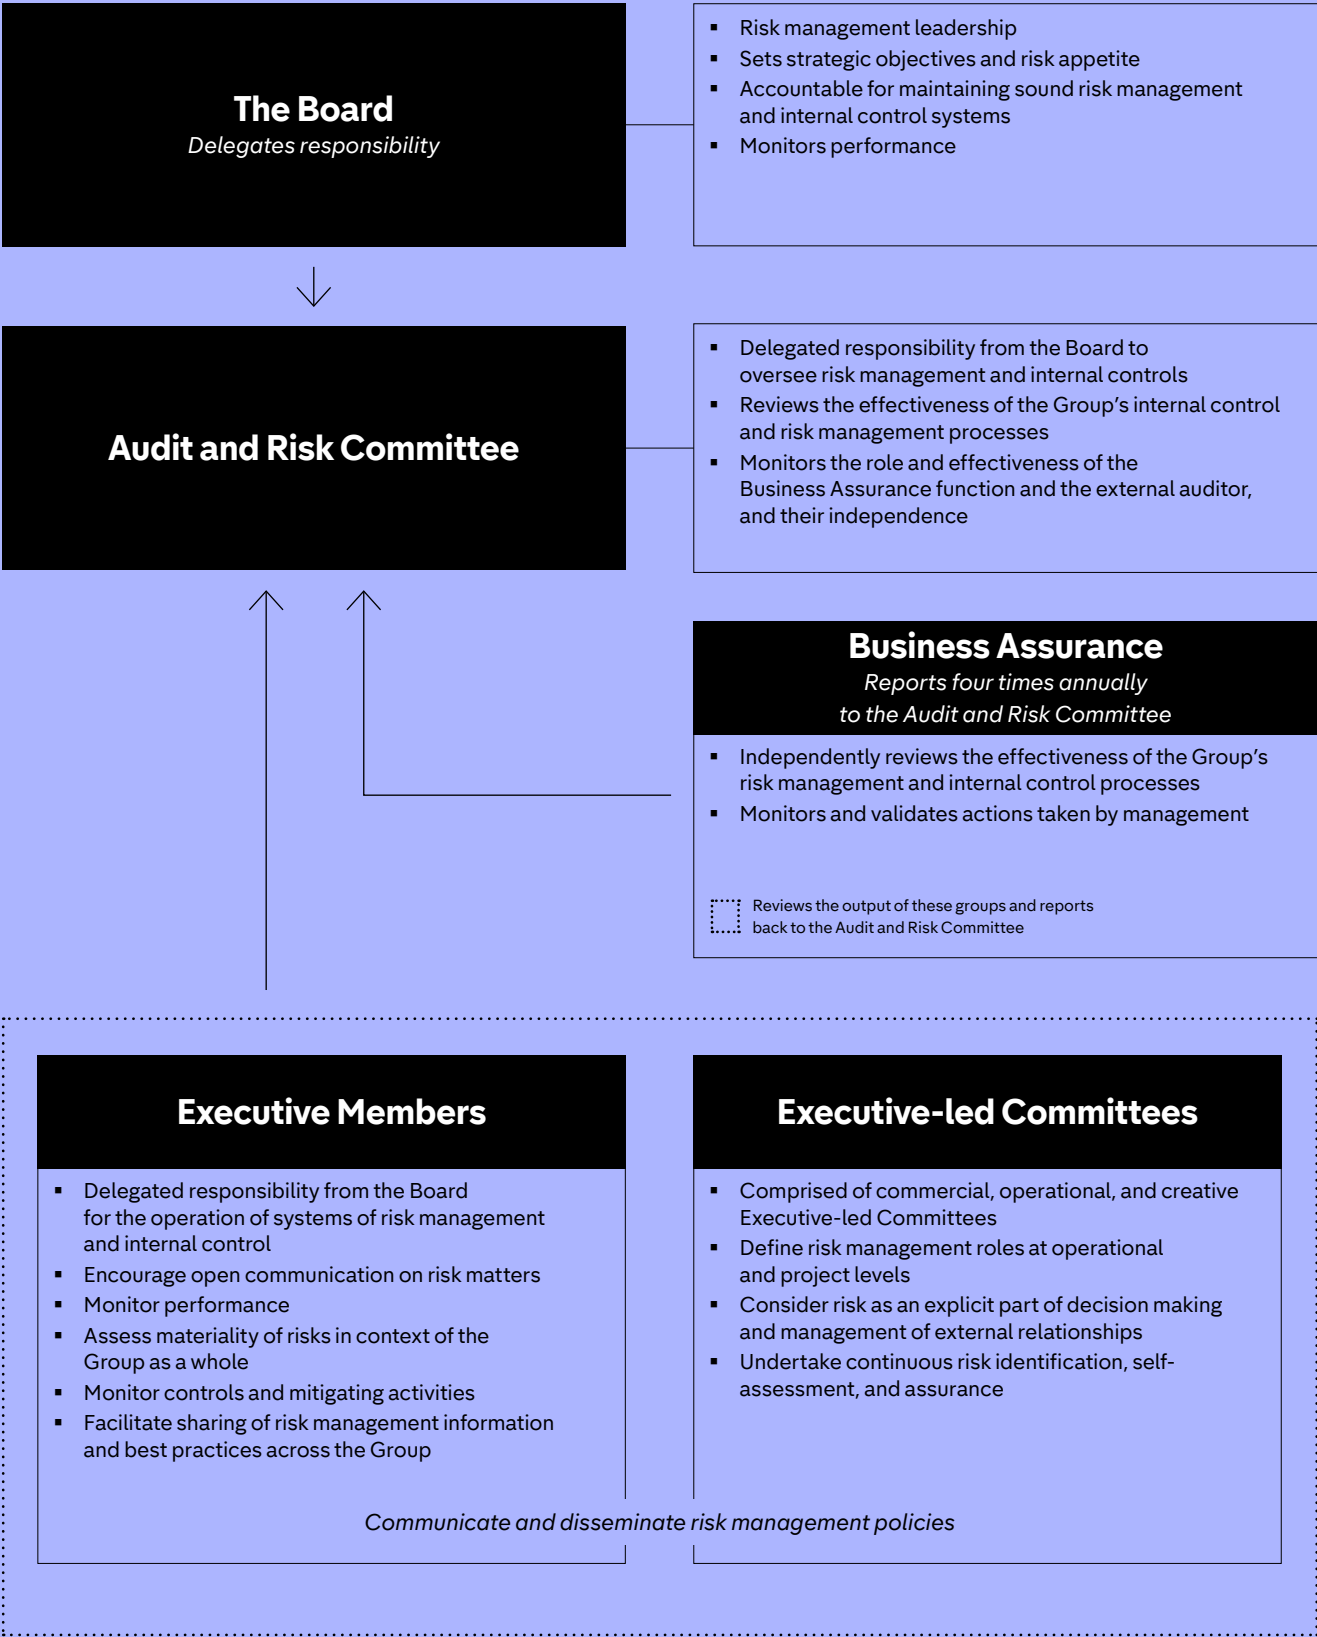 The Board
Delegates responsibility
▪ Risk management leadership
▪ Sets strategic objectives and risk appetite
▪ Accountable for maintaining sound risk management
and internal control systems
▪ Monitors performance
Audit and Risk Committee
▪ Delegated responsibility from the Board to
oversee risk management and internal controls
▪ Reviews the effectiveness of the Group’s internal control
and risk management processes
▪ Monitors the role and effectiveness of the
Business Assurance function and the external auditor,
and their independence
Business Assurance
Reports four times annually
to the Audit and Risk Committee
▪ Independently reviews the effectiveness of the Group’s
risk management and internal control processes
▪ Monitors and validates actions taken by management
Reviews the output of these groups and reports
back to the Audit and Risk Committee
Executive Members
▪ Delegated responsibility from the Board
for the operation of systems of risk management
and internal control
▪ Encourage open communication on risk matters
▪ Monitor performance
▪ Assess materiality of risks in context of the
Group as a whole
▪ Monitor controls and mitigating activities
▪ Facilitate sharing of risk management information
and best practices across the Group
Executive-led Committees
▪ Comprised of commercial, operational, and creative
Executive-led Committees
▪ Define risk management roles at operational
and project levels
▪ Consider risk as an explicit part of decision making
and management of external relationships
▪ Undertake continuous risk identification, self-
assessment, and assurance
Communicate and disseminate risk management policies